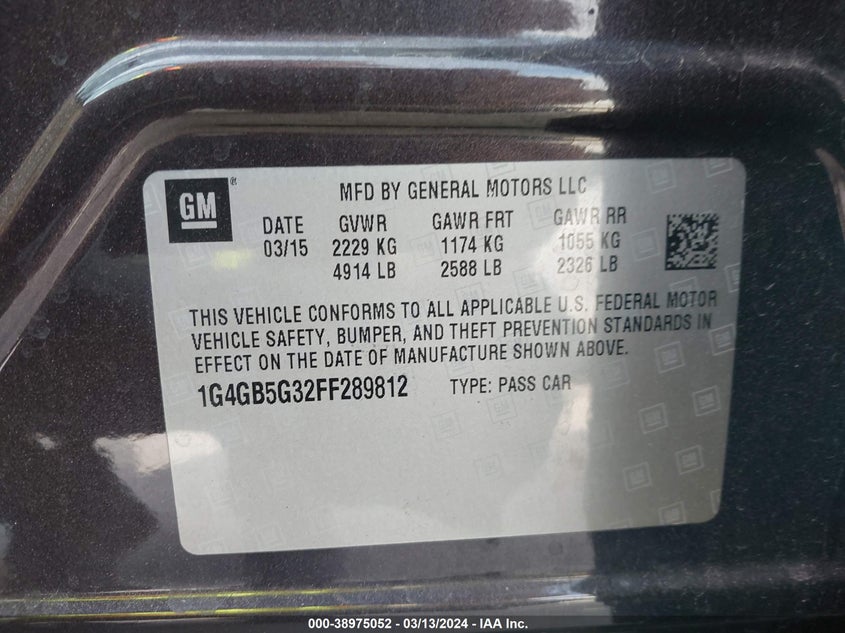 GM ®
MFD BY GENERAL MOTORS LLC
DATE GVWR GAWR FRT GAWR RR
03/15 2229 KG 1174 KG 1055 KG
4914 LB 2588 LB 2326 LB
THIS VEHICLE CONFORMS TO ALL APPLICABLE U.S. FEDERAL MOTOR
VEHICLE SAFETY, BUMPER, AND THEFT PREVENTION STANDARDS IN
EFFECT ON THE DATE OF MANUFACTURE SHOWN ABOVE.
1G4GB5G32FF289812 TYPE: PASS CAR
000-38975052 - 03/13/2024 - IAA Inc.